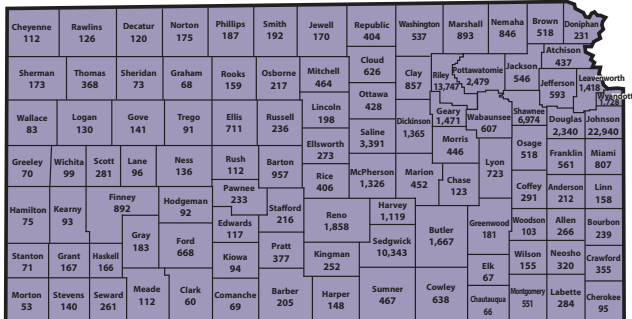 Cheyenne
112
Rawlins
126
Decatur
120
Norton
175
Phillips
187
Smith
192
Jewell
170
Republic
404
Washington
537
Marshall
893
Nemaha
846
Brown
518
Doniphan
231
Atchison
437
Sherman
173
Thomas
368
Sheridan
73
Graham
68
Rooks
159
Osborne
217
Mitchell
464
Cloud
626
Clay
857
Riley
13,747
Pottawatomie
2,479
Jackson
546
Jefferson
593
Leavenworth
1,418
Wyandott
1,728
Ottawa
428
Lincoln
198
Wallace
83
Logan
130
Gove
141
Trego
91
Ellis
711
Russell
236
Saline
3,391
Dickinson
1,365
Geary
1,471
Wabaunsee
607
Shawnee
6,974
Douglas
2,340
Johnson
22,940
Morris
446
Osage
518
Franklin
561
Miami
807
Ellsworth
273
Greeley
70
Wichita
99
Scott
281
Lane
96
Ness
136
Rush
112
Barton
957
Rice
406
McPherson
1,326
Marion
452
Chase
123
Lyon
723
Coffey
291
Anderson
212
Linn
158
Hamilton
75
Kearny
93
Finney
892
Hodgeman
92
Pawnee
233
Stafford
216
Edwards
117
Reno
1,858
Harvey
1,119
Gray
183
Ford
668
Sedgwick
10,343
Butler
1,667
Greenwood
181
Woodson
103
Allen
266
Bourbon
239
Stanton
71
Grant
167
Haskell
166
Kiowa
94
Pratt
377
Kingman
252
Elk
67
Wilson
155
Neosho
320
Crawford
355
Morton
53
Stevens
140
Seward
261
Meade
112
Clark
60
Comanche
69
Barber
205
Harper
148
Sumner
467
Cowley
638
Chautauqua
66
Montgomery
551
Labette
284
Cherokee
95